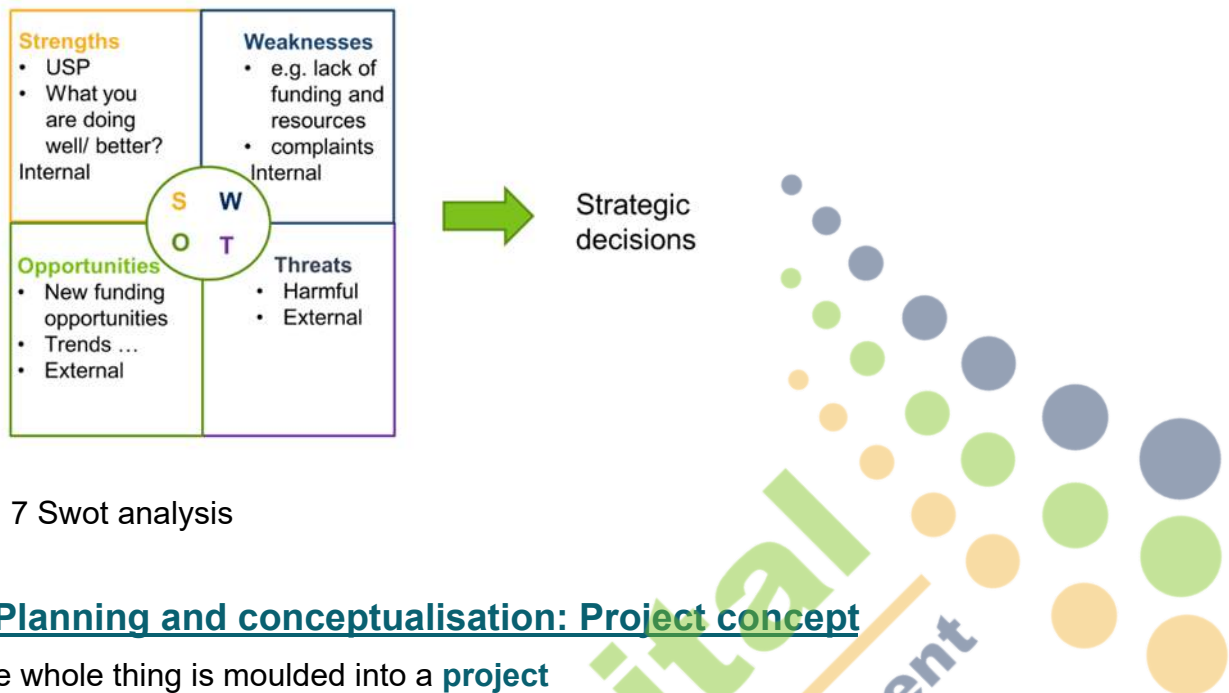 Strengths
• USP
• What you
are doing
well/ better?
Internal
Weaknesses
• e.g. lack of
funding and
resources
• complaints
Internal
S W
O T
Opportunities
• New funding
opportunities
• Trends …
• External
Threats
• Harmful
• External
Strategic
decisions
7 Swot analysis
Planning and conceptualisation: Project concept
e whole thing is moulded into a project
ital
ent